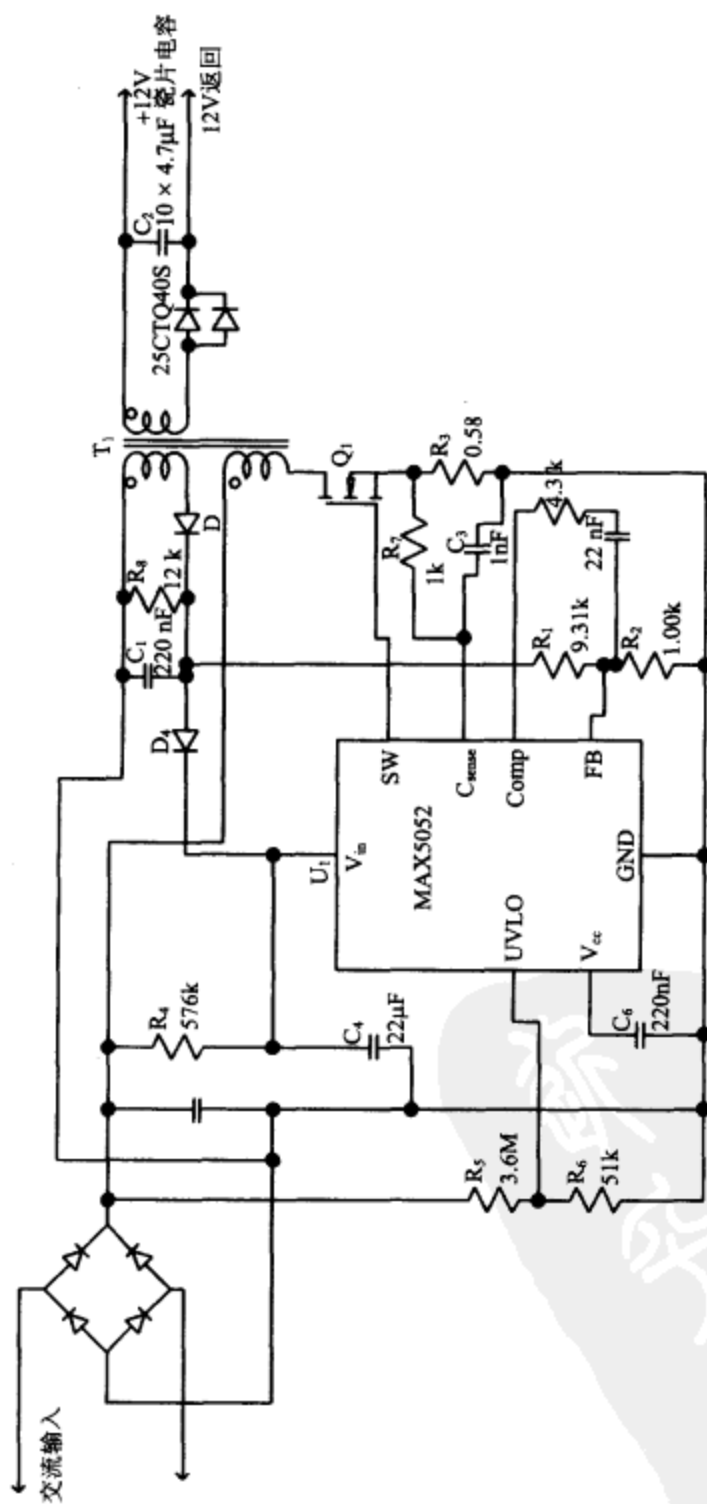 交流输入
R₅
3.6M
R₆
51k
R₄
576k
C₄
22μF
C₆
220nF
U₁
V_in
MAX5052
UVLO
V_cc
GND
SW
C_sense
Comp
FB
D₄
C₁
220 nF
R₈
12 k
D
T₁
Q₁
R₇
1k
C₃
1nF
R₃
0.58
4.3 k
22 nF
R₁
9.31k
R₂
1.00k
25CTQ40S
C₂
10 × 4.7μF 瓷片电容
+12V
12V返回